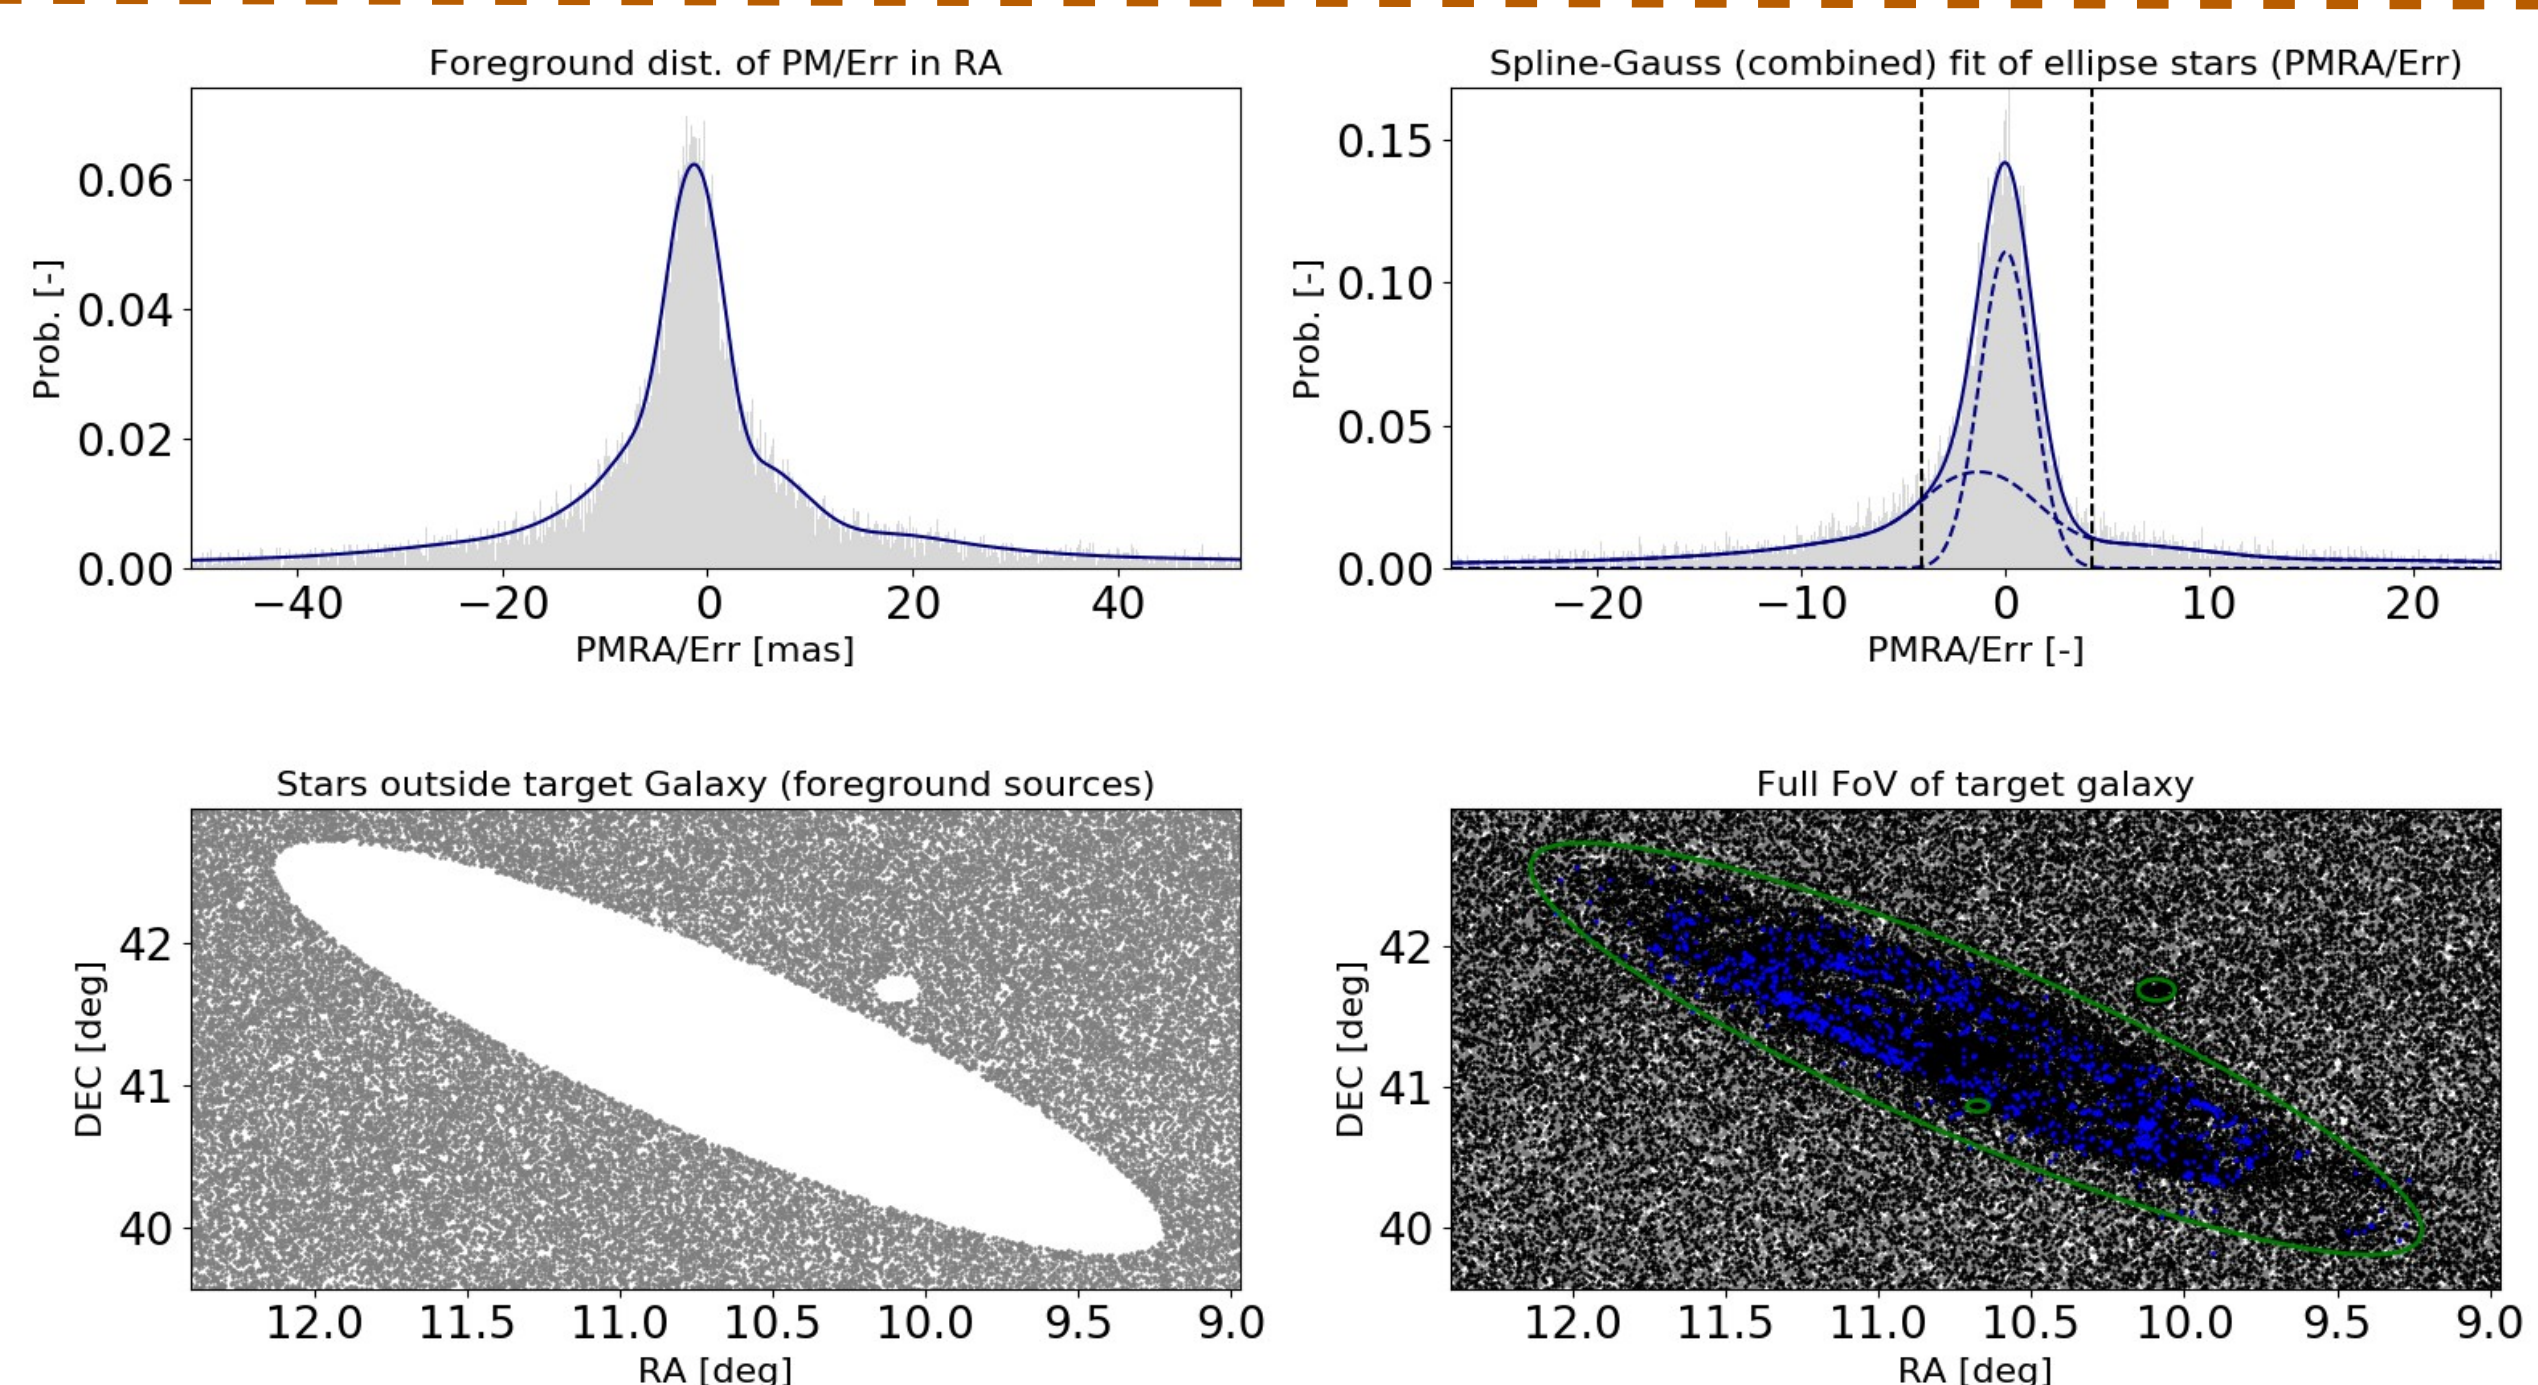 Foreground dist. of PM/Err in RA
Prob. [-]
0.06
0.04
0.02
0.00
−40 −20 0 20 40
PMRA/Err [mas]
Spline-Gauss (combined) fit of ellipse stars (PMRA/Err)
Prob. [-]
0.15
0.10
0.05
0.00
−20 −10 0 10 20
PMRA/Err [-]
Stars outside target Galaxy (foreground sources)
DEC [deg]
42
41
40
12.0 11.5 11.0 10.5 10.0 9.5 9.0
RA [deg]
Full FoV of target galaxy
DEC [deg]
42
41
40
12.0 11.5 11.0 10.5 10.0 9.5 9.0
RA [deg]